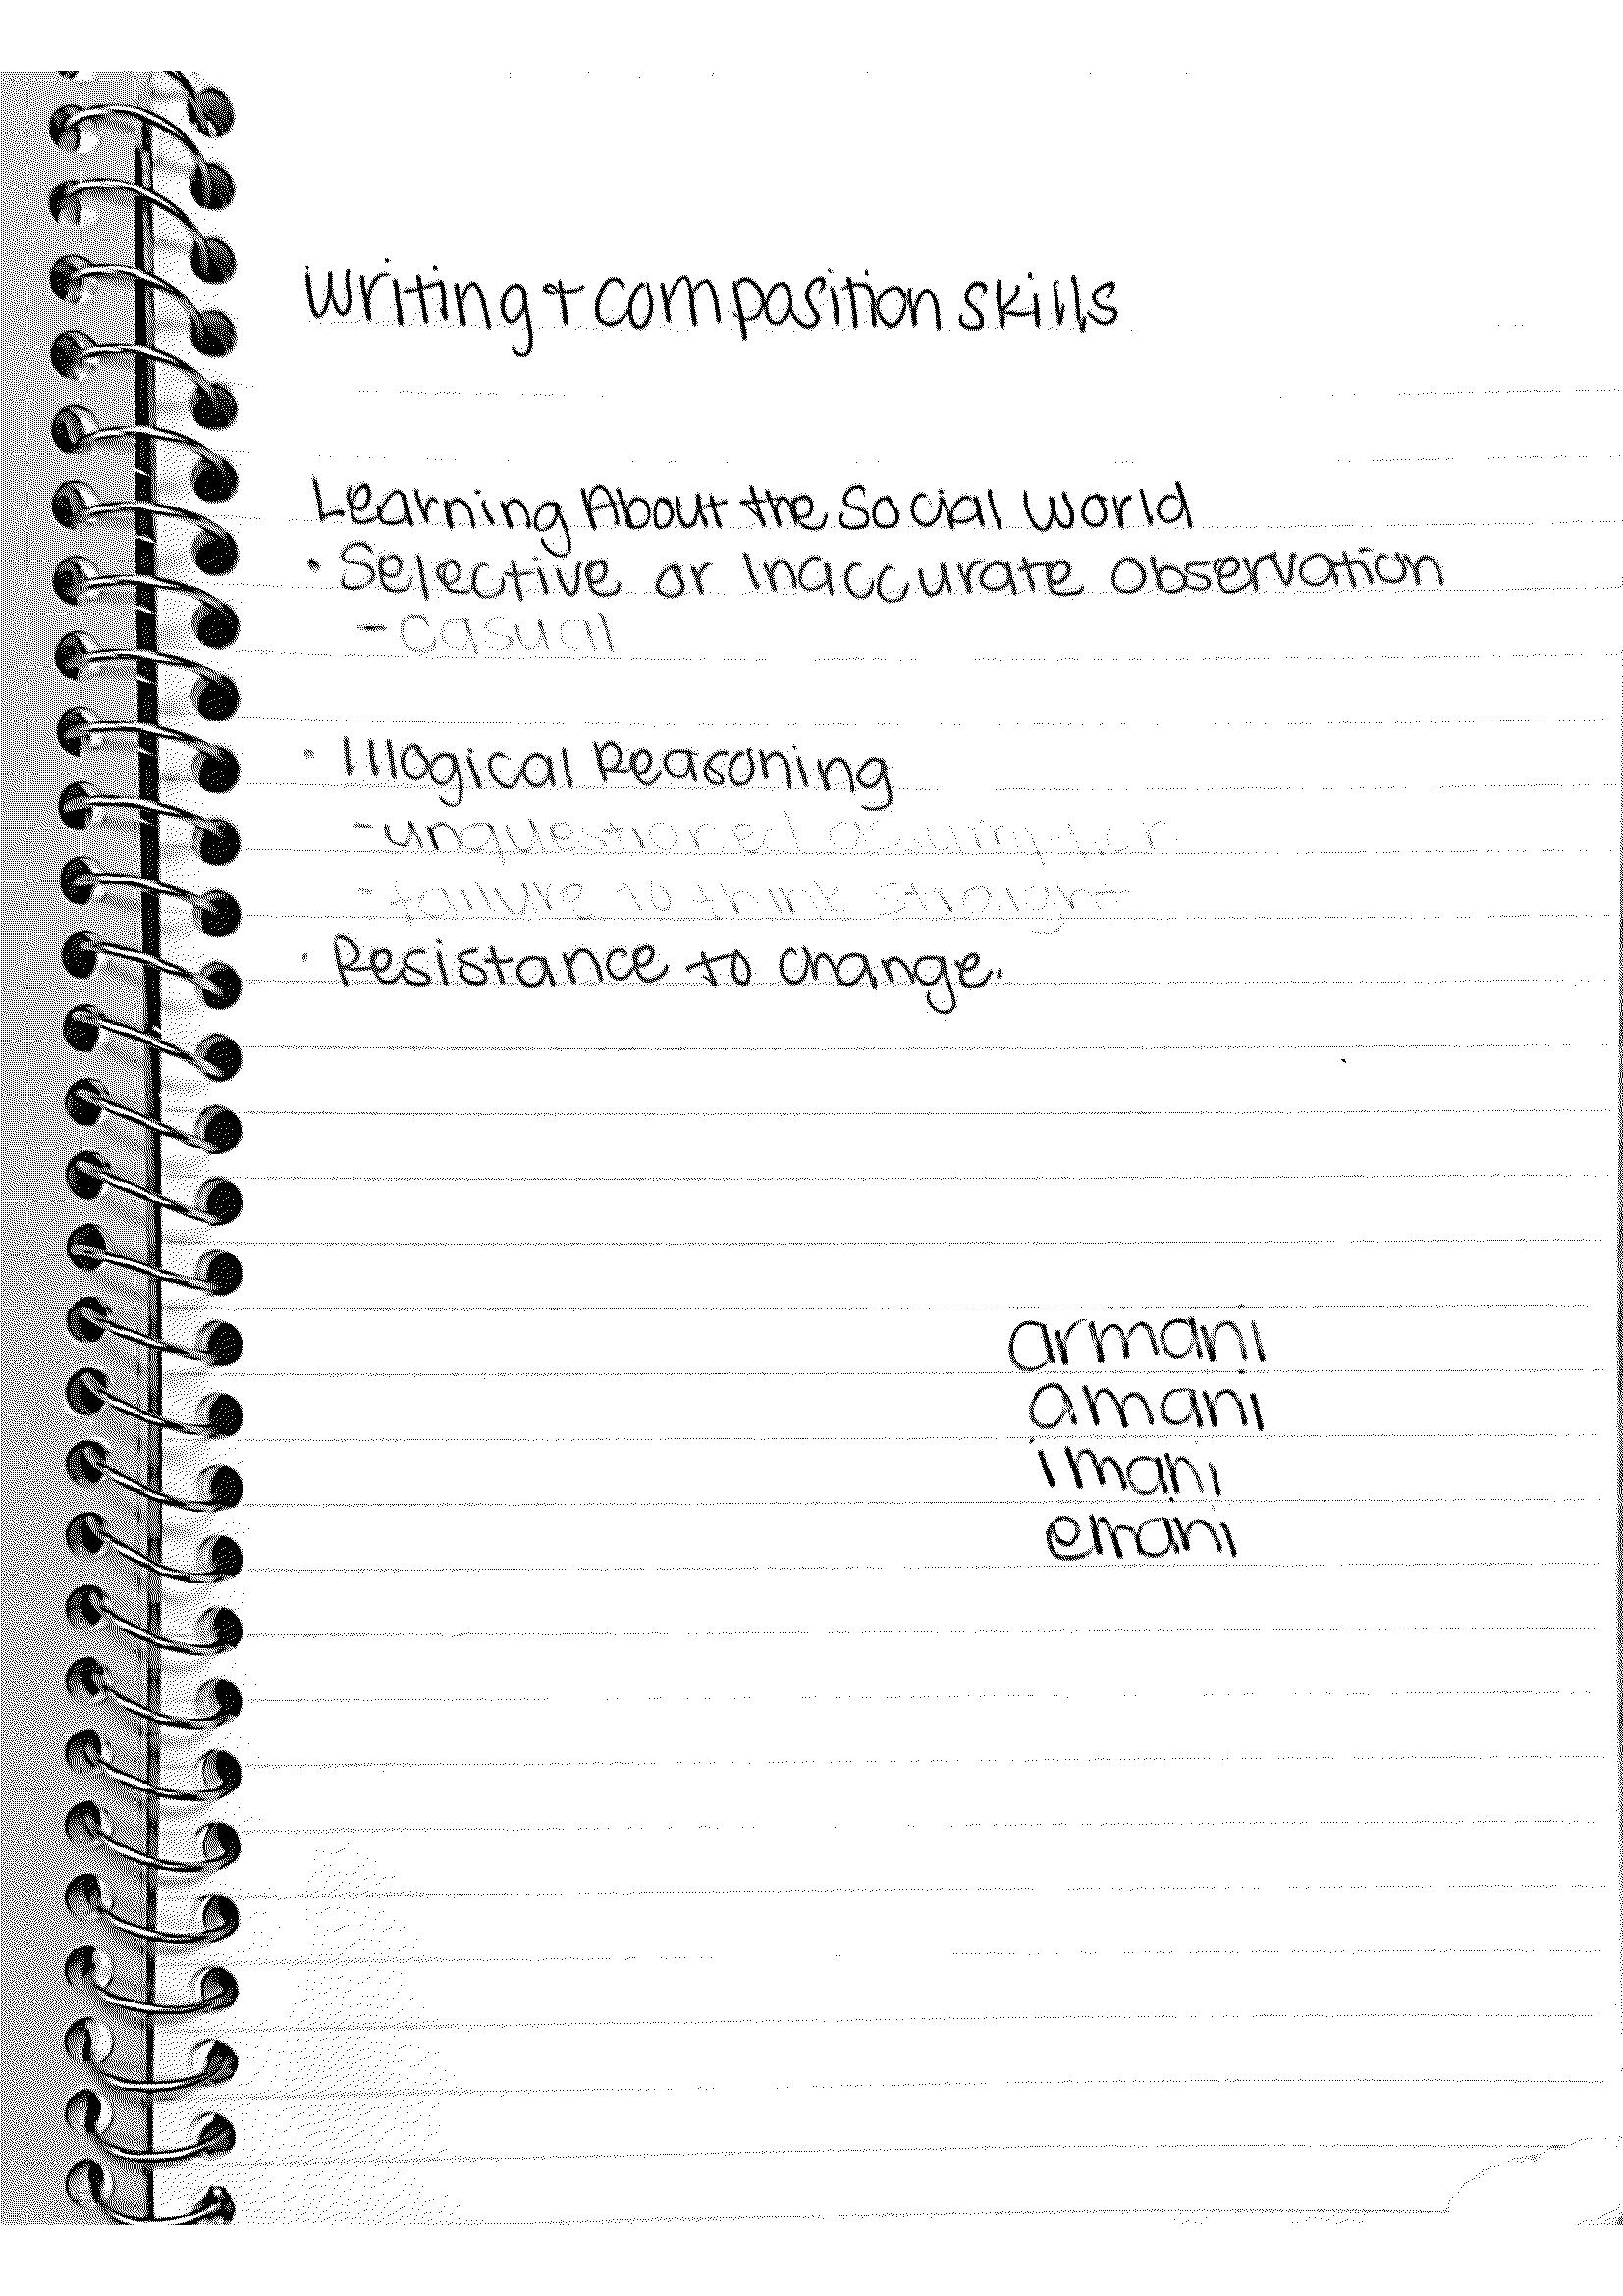 Writing + composition skills
Learning About the Social World
· Selective or Inaccurate Observation
- casual
· Illogical Reasoning
- unquestioned
- failure to think straight
· Resistance to change.
armani
amani
imani
emani